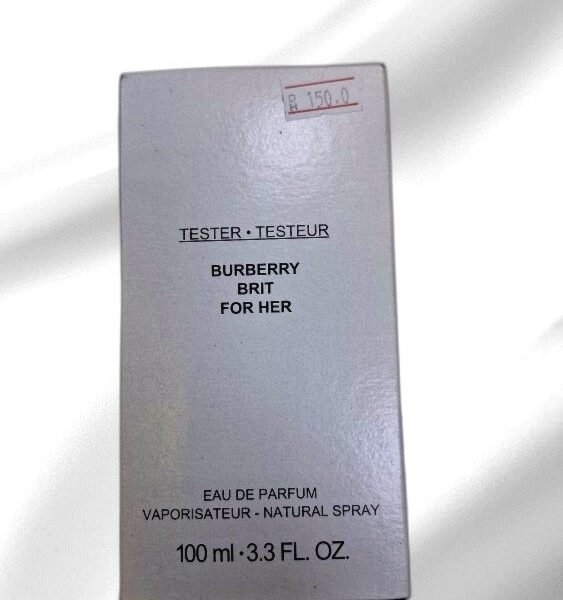 DH 150.0
TESTER • TESTEUR
BURBERRY
BRIT
FOR HER
EAU DE PARFUM
VAPORISATEUR - NATURAL SPRAY
100 ml • 3.3 FL. OZ.